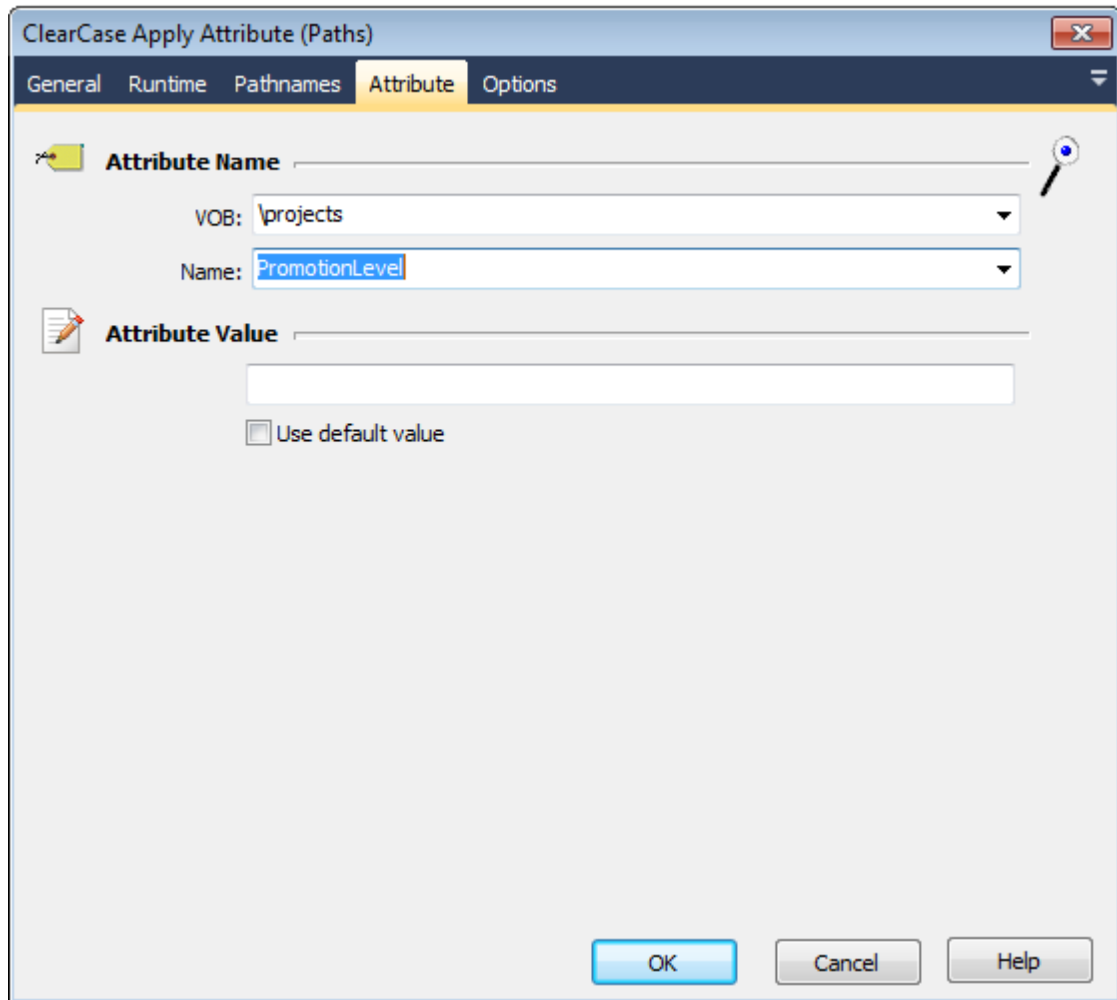 ClearCase Apply Attribute (Paths)
General Runtime Pathnames Attribute Options
Attribute Name
VOB: \projects
Name: PromotionLevel
Attribute Value
Use default value
OK Cancel Help